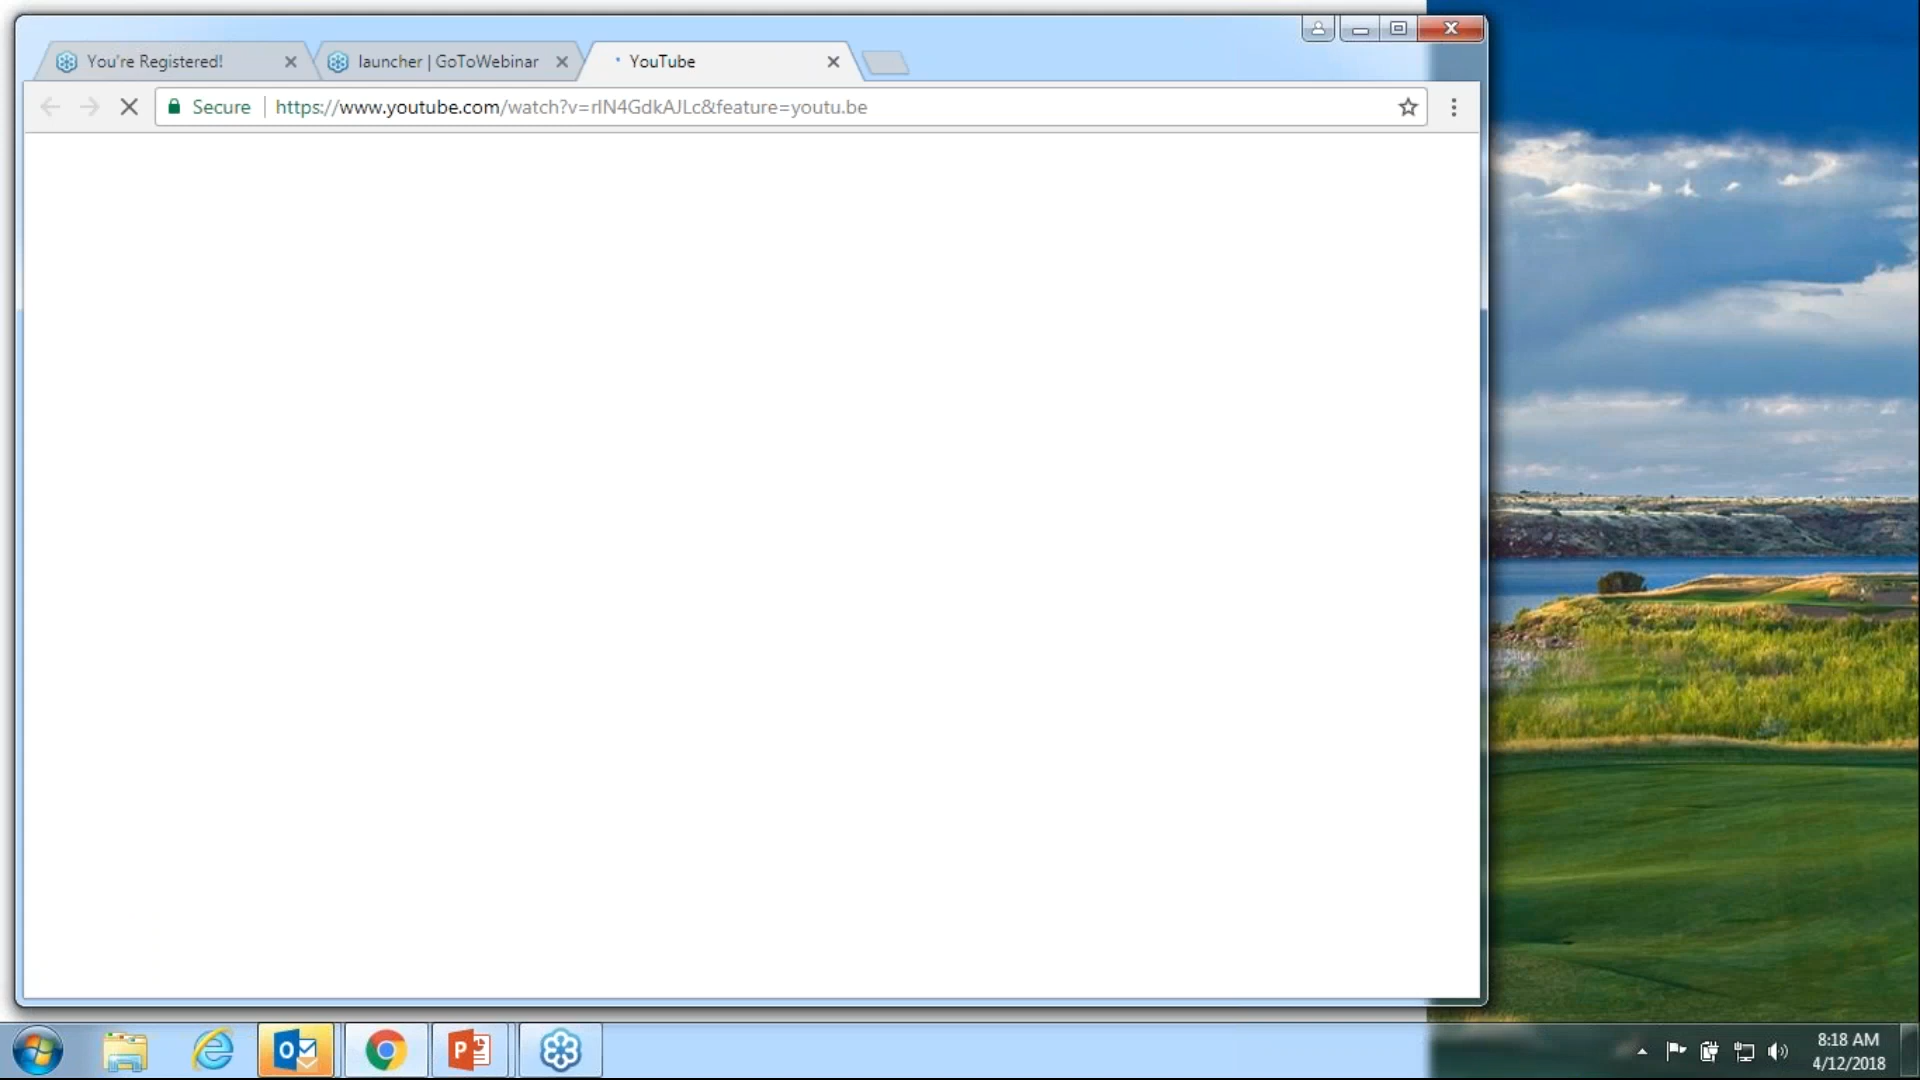 You're Registered!
launcher | GoToWebinar
YouTube
Secure
https://www.youtube.com/watch?v=rIN4GdkAJLc&feature=youtu.be
8:18 AM
4/12/2018